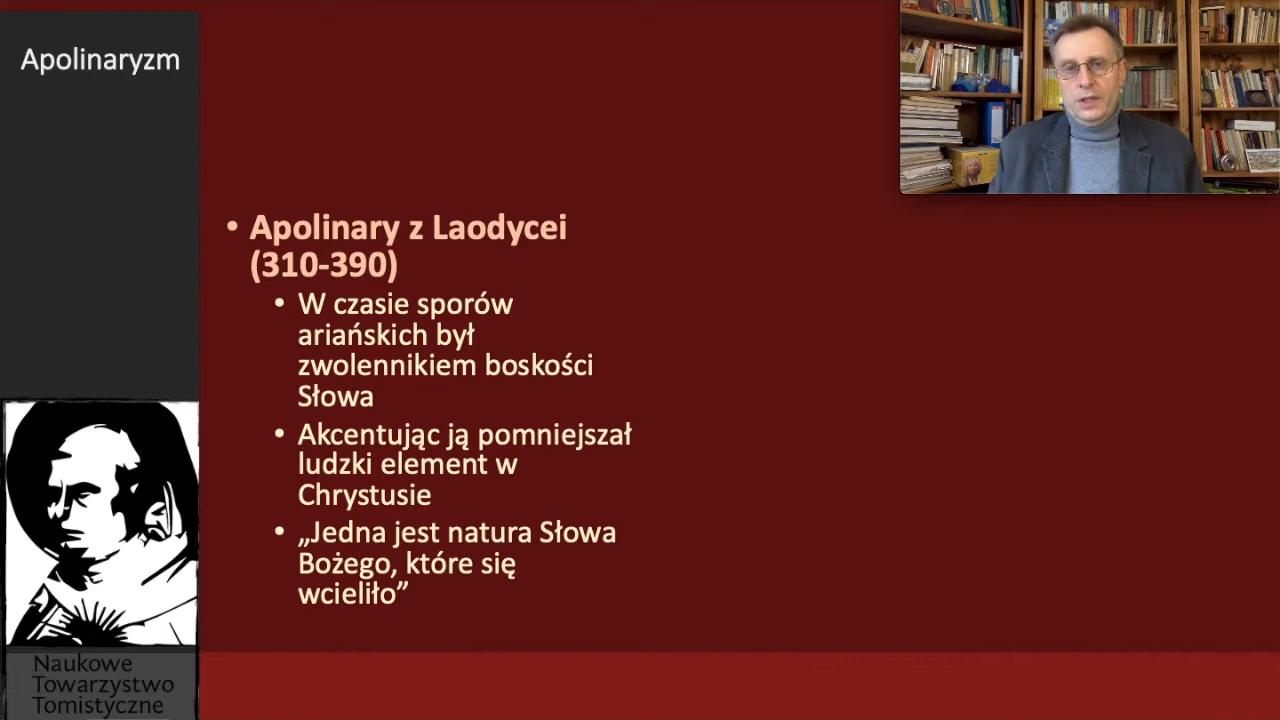 Apolinaryzm
• Apolinary z Laodycei
(310-390)
• W czasie sporów
ariańskich był
zwolennikiem boskości
Słowa
• Akcentując ją pomniejszał
ludzki element w
Chrystusie
• „Jedna jest natura Słowa
Bożego, które się
wcieliło”
Naukowe
Towarzystwo
Tomistyczne